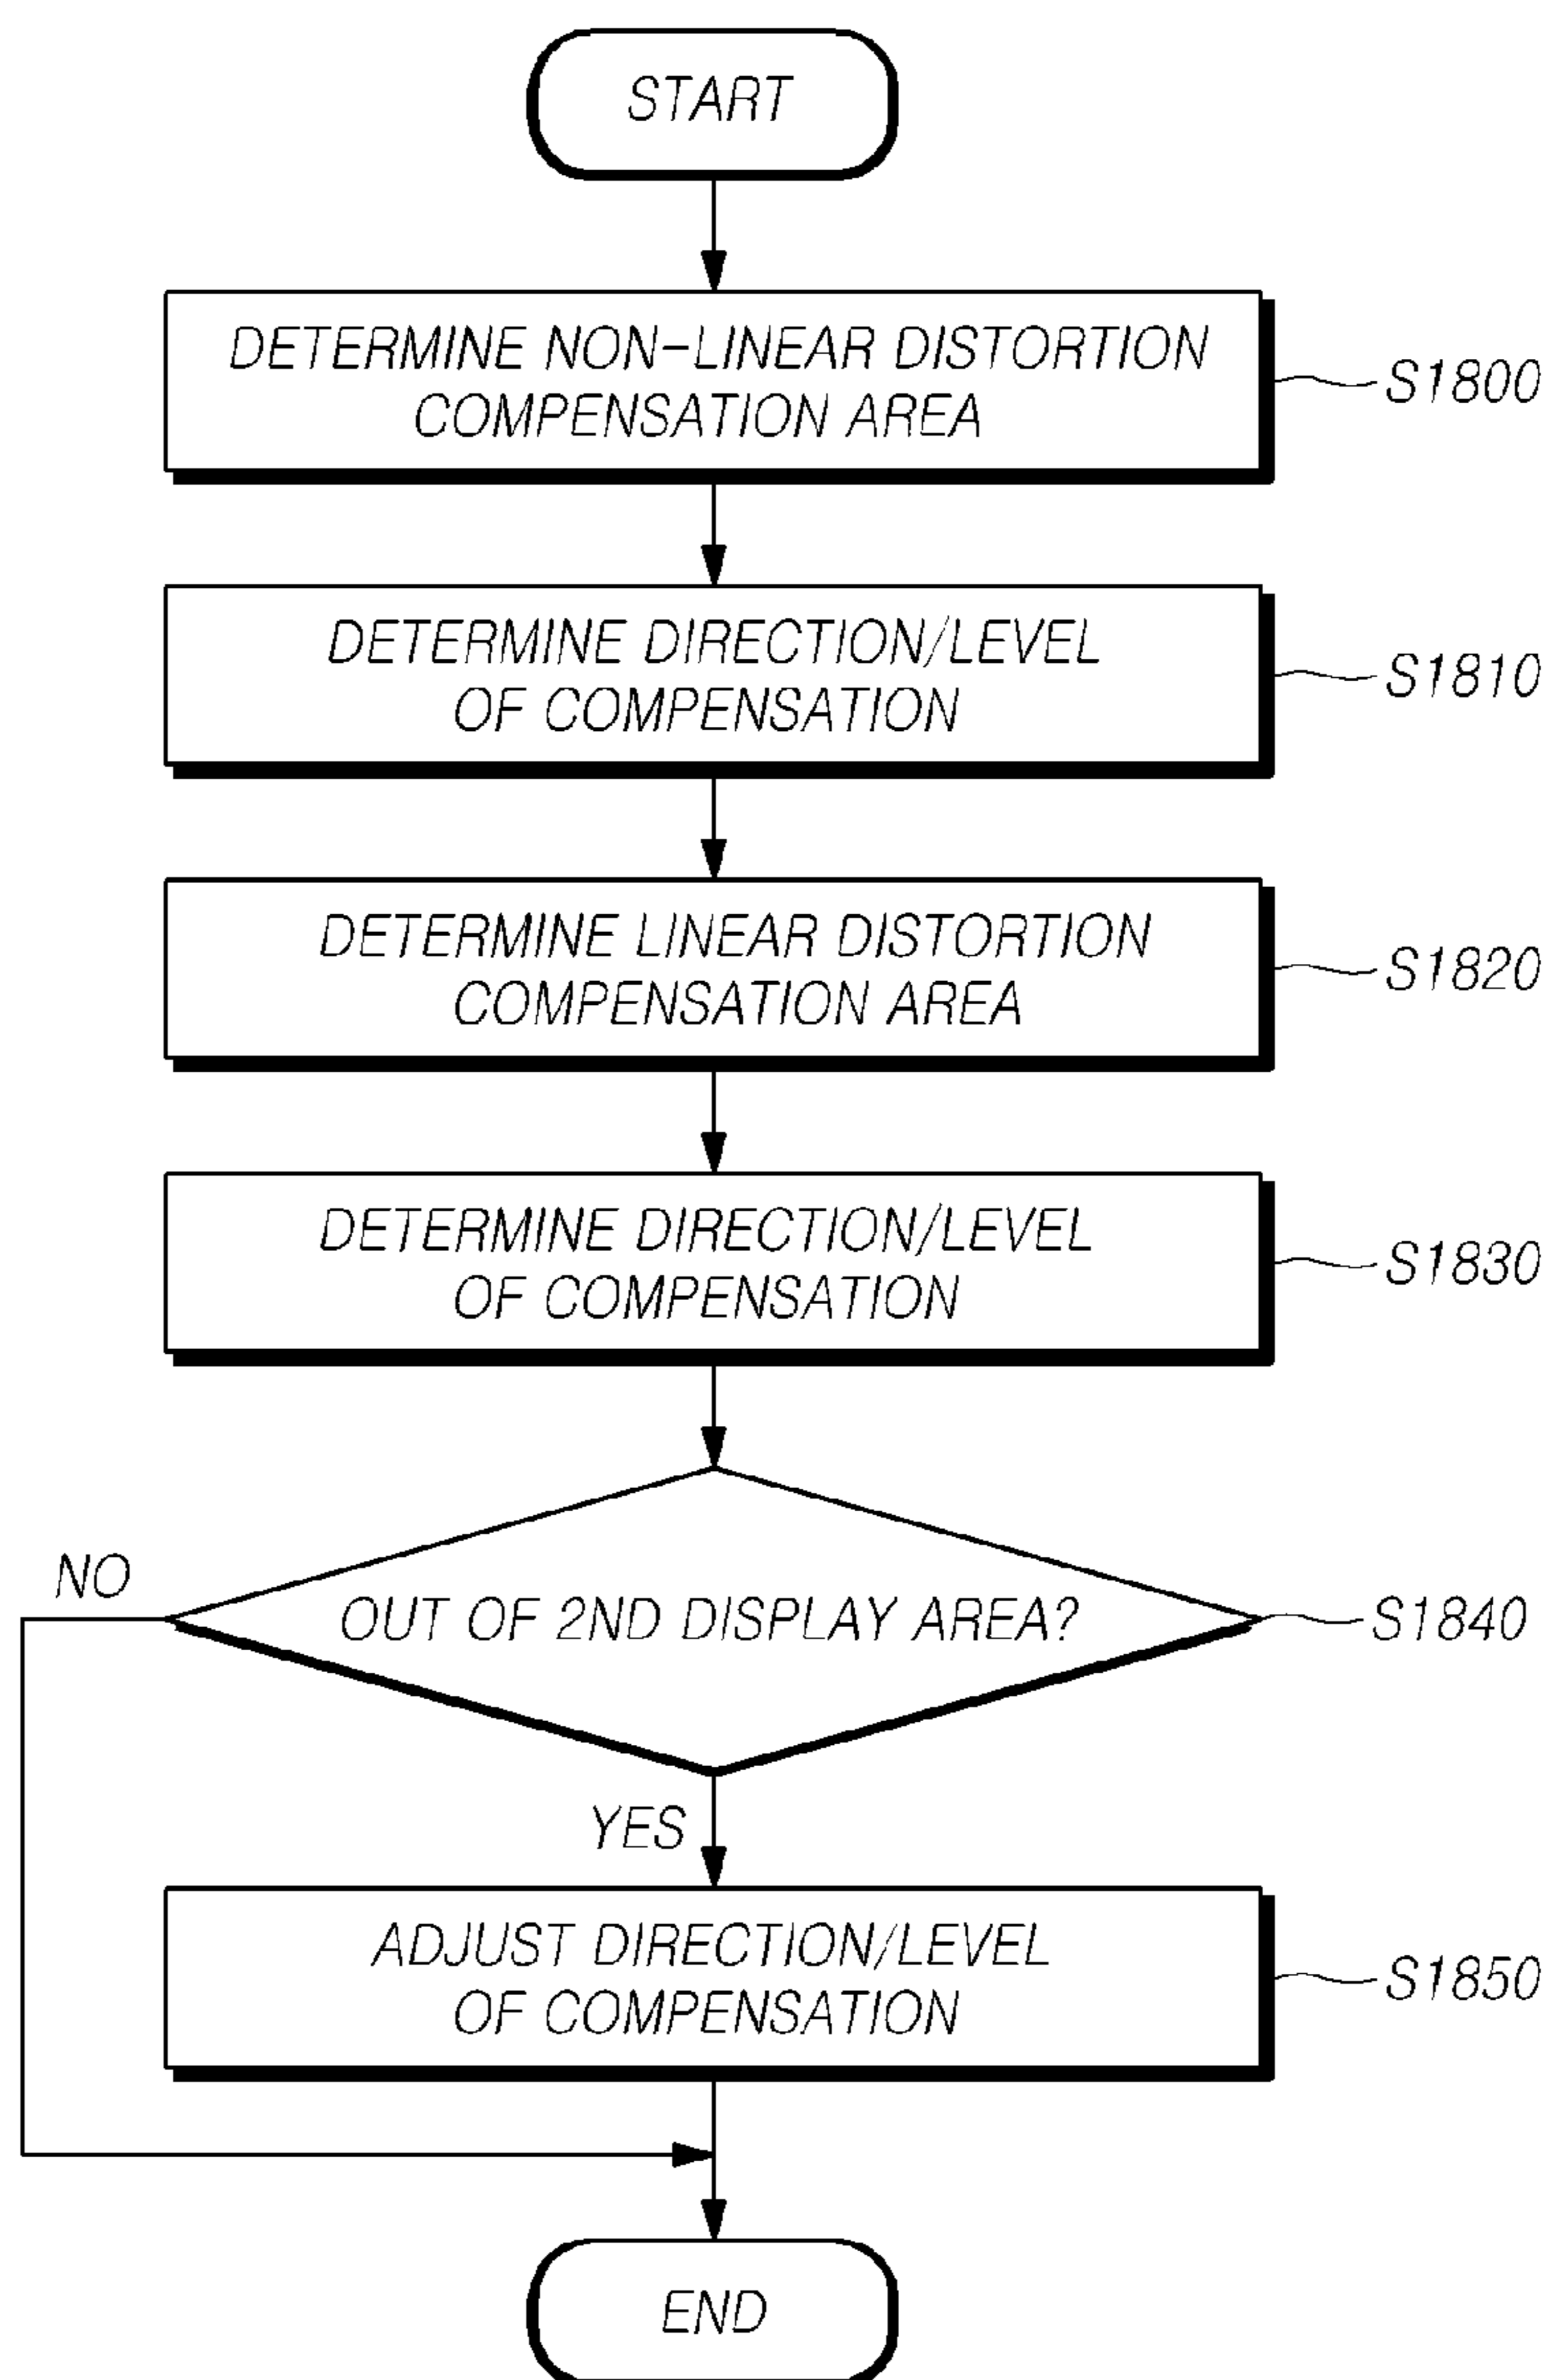 START
DETERMINE NON-LINEAR DISTORTION
COMPENSATION AREA
S1800
DETERMINE DIRECTION/LEVEL
OF COMPENSATION
S1810
DETERMINE LINEAR DISTORTION
COMPENSATION AREA
S1820
DETERMINE DIRECTION/LEVEL
OF COMPENSATION
S1830
NO
OUT OF 2ND DISPLAY AREA?
S1840
YES
ADJUST DIRECTION/LEVEL
OF COMPENSATION
S1850
END